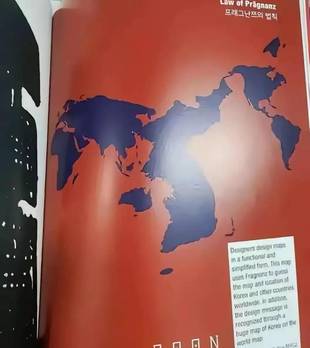 Law of Prägnanz
프래그난쯔의 법칙
Designers design maps
in a functional and
simplified form. This map
uses Pragnanz to guess
the map and location of
Korea and other countries
worldwide. In addition,
the design message is
recognized through a
huge map of Korea on the
world map